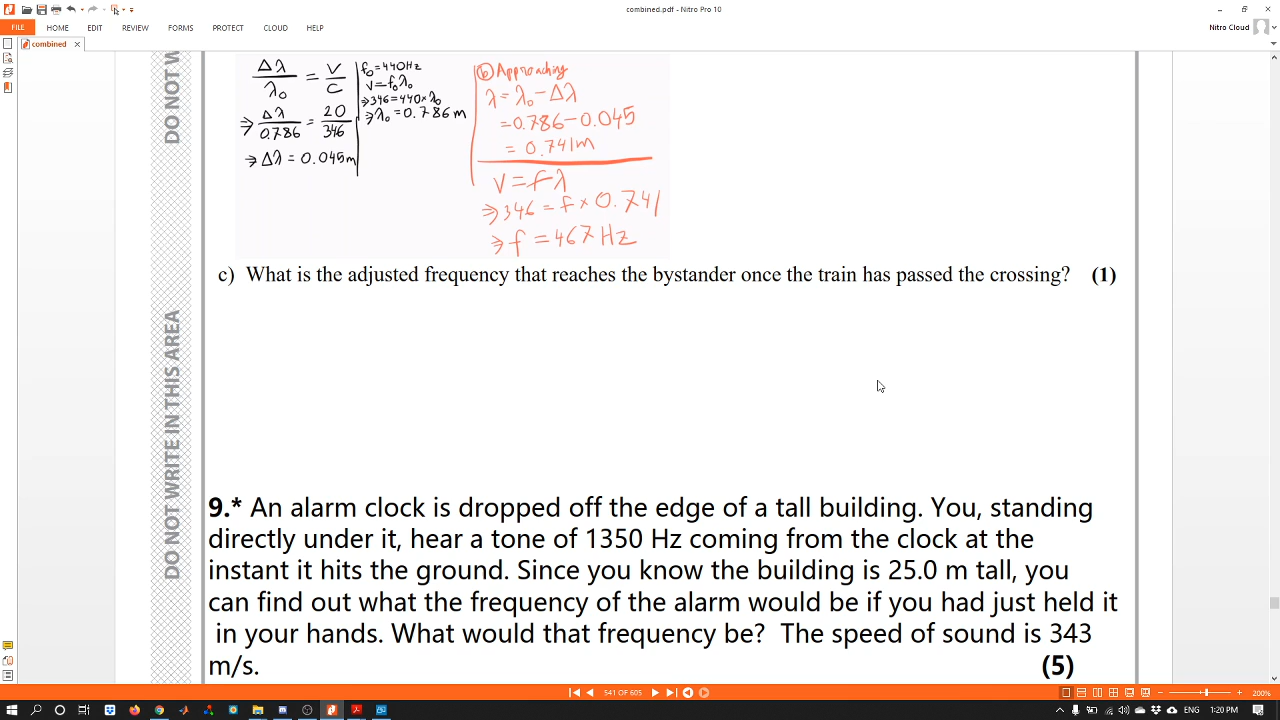 combined.pdf - Nitro Pro 10
FILE HOME EDIT REVIEW FORMS PROTECT CLOUD HELP
Nitro Cloud
combined
DO NOT W
Δλ/λ₀ = V/C
⇒ Δλ/0.786 = 20/346
⇒ Δλ = 0.045m
f₀=440Hz
V=f₀λ₀
⇒346=440×λ₀
⇒λ₀=0.786m
ⓑ Approaching
λ=λ₀-Δλ
=0.786-0.045
= 0.741m
V=fλ
⇒346=f×0.741
⇒f=467Hz
c) What is the adjusted frequency that reaches the bystander once the train has passed the crossing? (1)
DO NOT WRITE IN THIS AREA
9.* An alarm clock is dropped off the edge of a tall building. You, standing
directly under it, hear a tone of 1350 Hz coming from the clock at the
instant it hits the ground. Since you know the building is 25.0 m tall, you
can find out what the frequency of the alarm would be if you had just held it
in your hands. What would that frequency be? The speed of sound is 343
m/s. (5)
541 OF 605
200%
1:20 PM